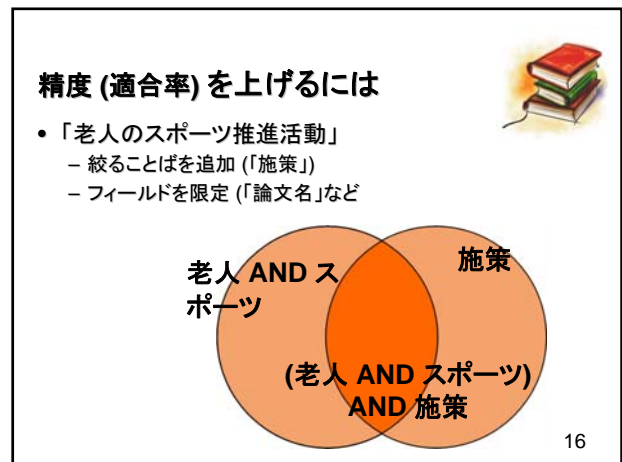 精度 (適合率) を上げるには
• 「老人のスポーツ推進活動」
– 絞ることばを追加 (「施策」)
– フィールドを限定 (「論文名」など
老人 AND ス
ポーツ
施策
(老人 AND スポーツ)
AND 施策
16